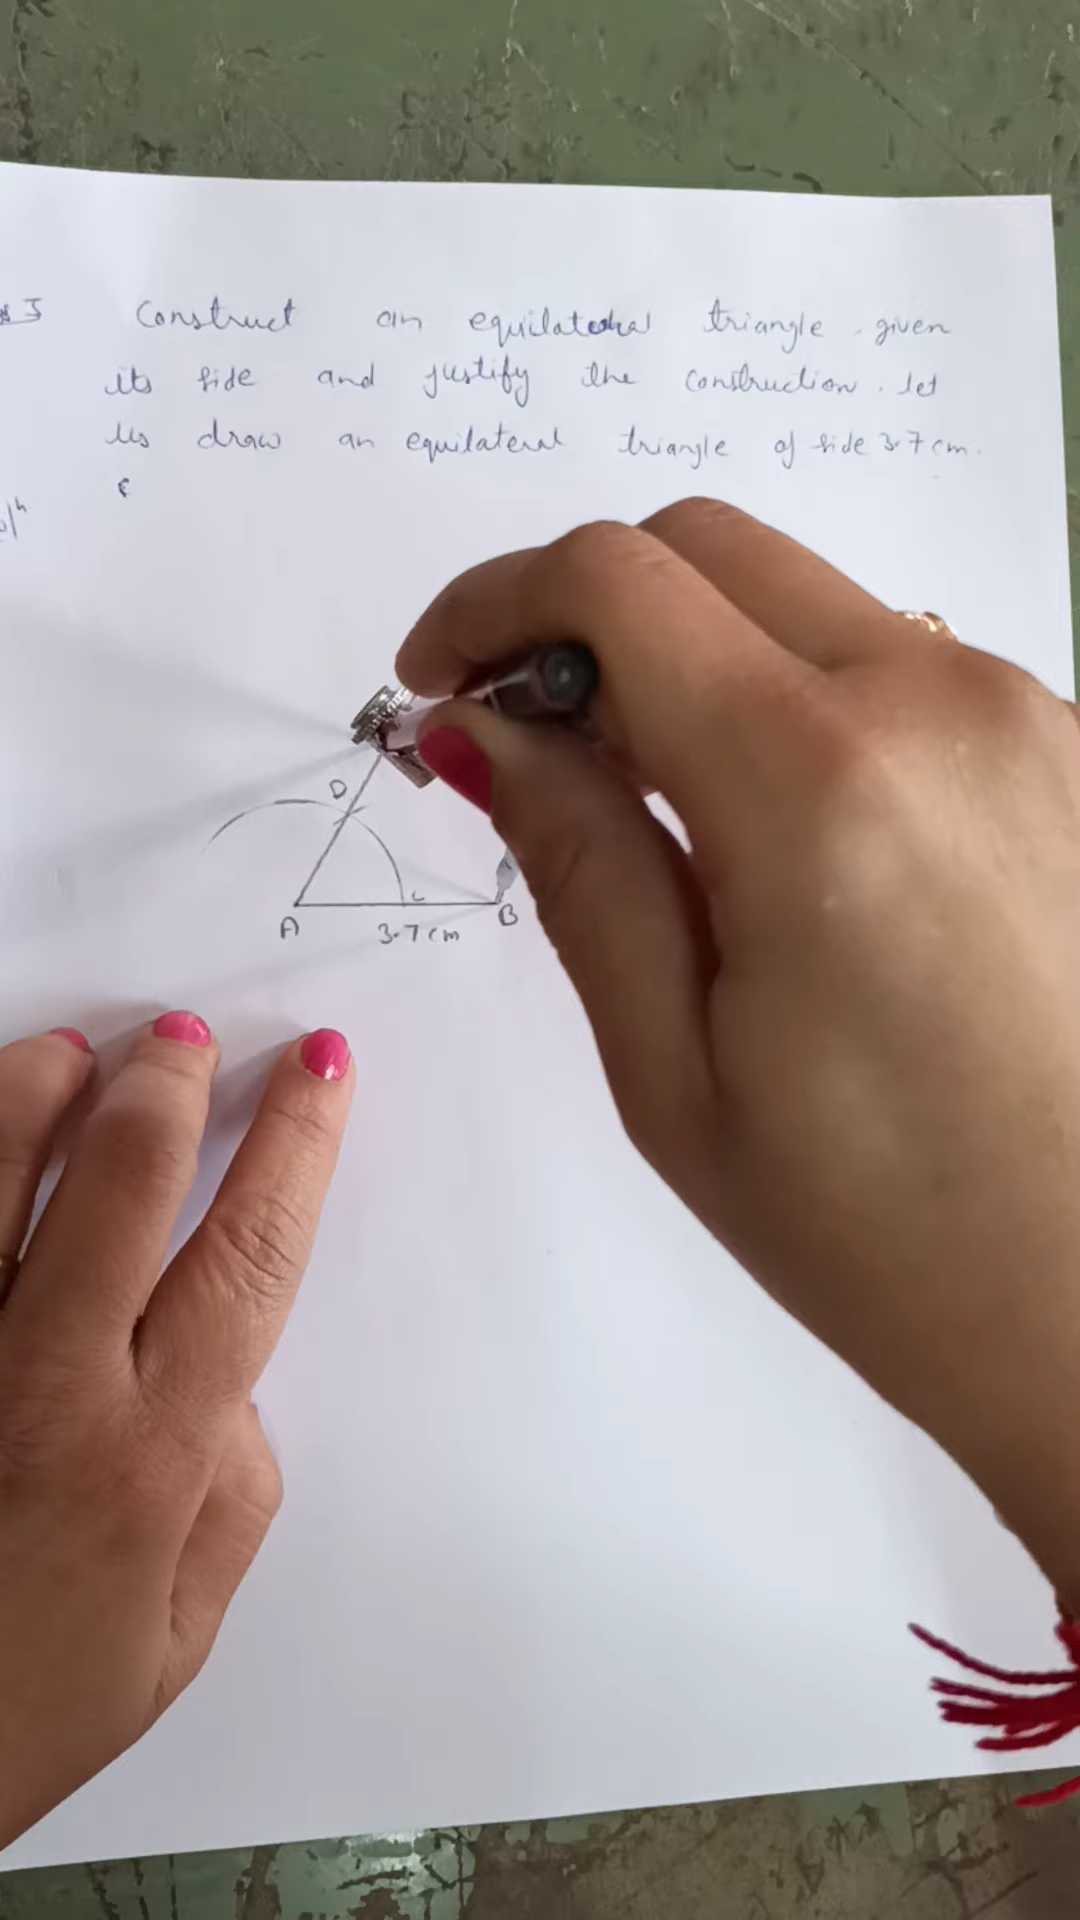 Construct an equilateral triangle. given
its side and justify the construction. let
us draw an equilateral triangle of side 3.7 cm.
D
C
A
B
3.7 cm